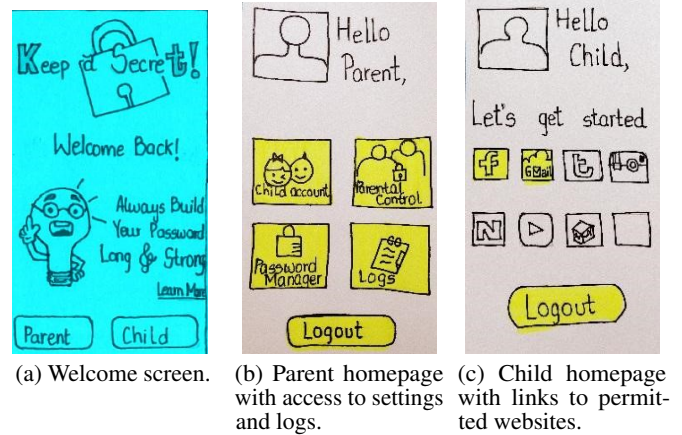 Keep a Secret!
Welcome Back!
Always Build
Your Password
Long & Strong
Learn More
Parent
Child
(a) Welcome screen.
Hello
Parent,
Child account
Parental
Control
Password
Manager
Logs
Logout
(b) Parent homepage
with access to settings
and logs.
Hello
Child,
Let's get started
f
GMail
t
N
Logout
(c) Child homepage
with links to permit-
ted websites.